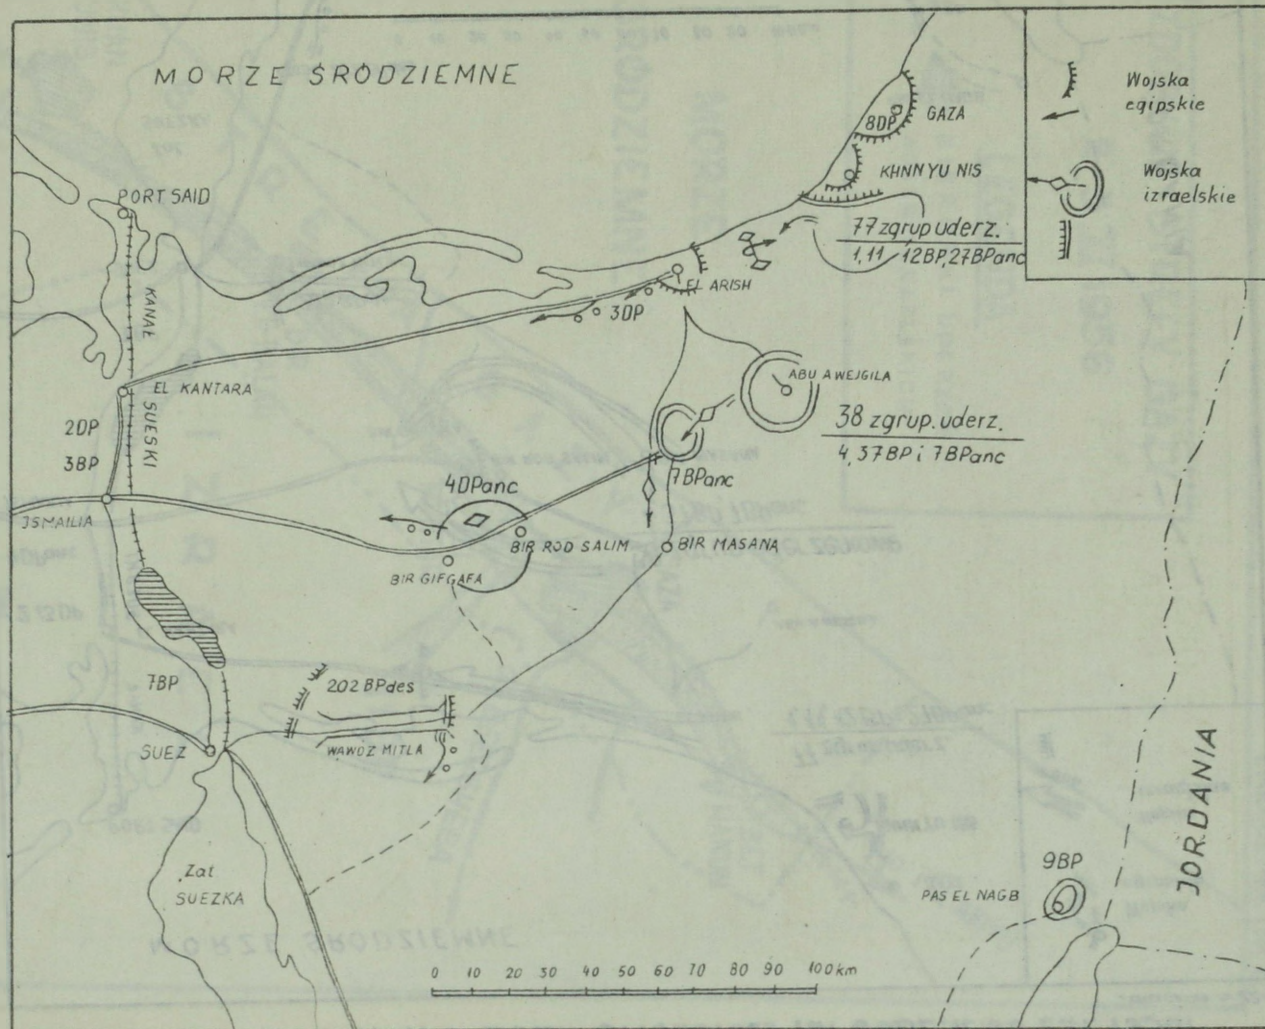 MORZE ŚRÓDZIEMNE
Wojska
egipskie
Wojska
izraelskie
8DP
GAZA
KHNNYU NIS
PORT SAID
77 zgrup uderz.
1,11 12BP,27BPanc
EL ARISH
3DP
KANAŁ
SUESKI
EL KANTARA
ABU AWEJGILA
38 zgrup. uderz.
4,37BP i 7BPanc
2DP
3BP
7BPanc
4DPanc
JSMAILIA
BIR ROD SALIM
BIR MASANA
BIR GIFGAFA
7BP
202 BPdes
WĄWÓZ MITLA
SUEZ
JORDANIA
Zat
SUEZKA
9BP
PAS EL NAGB
0 10 20 30 40 50 60 70 80 90 100km